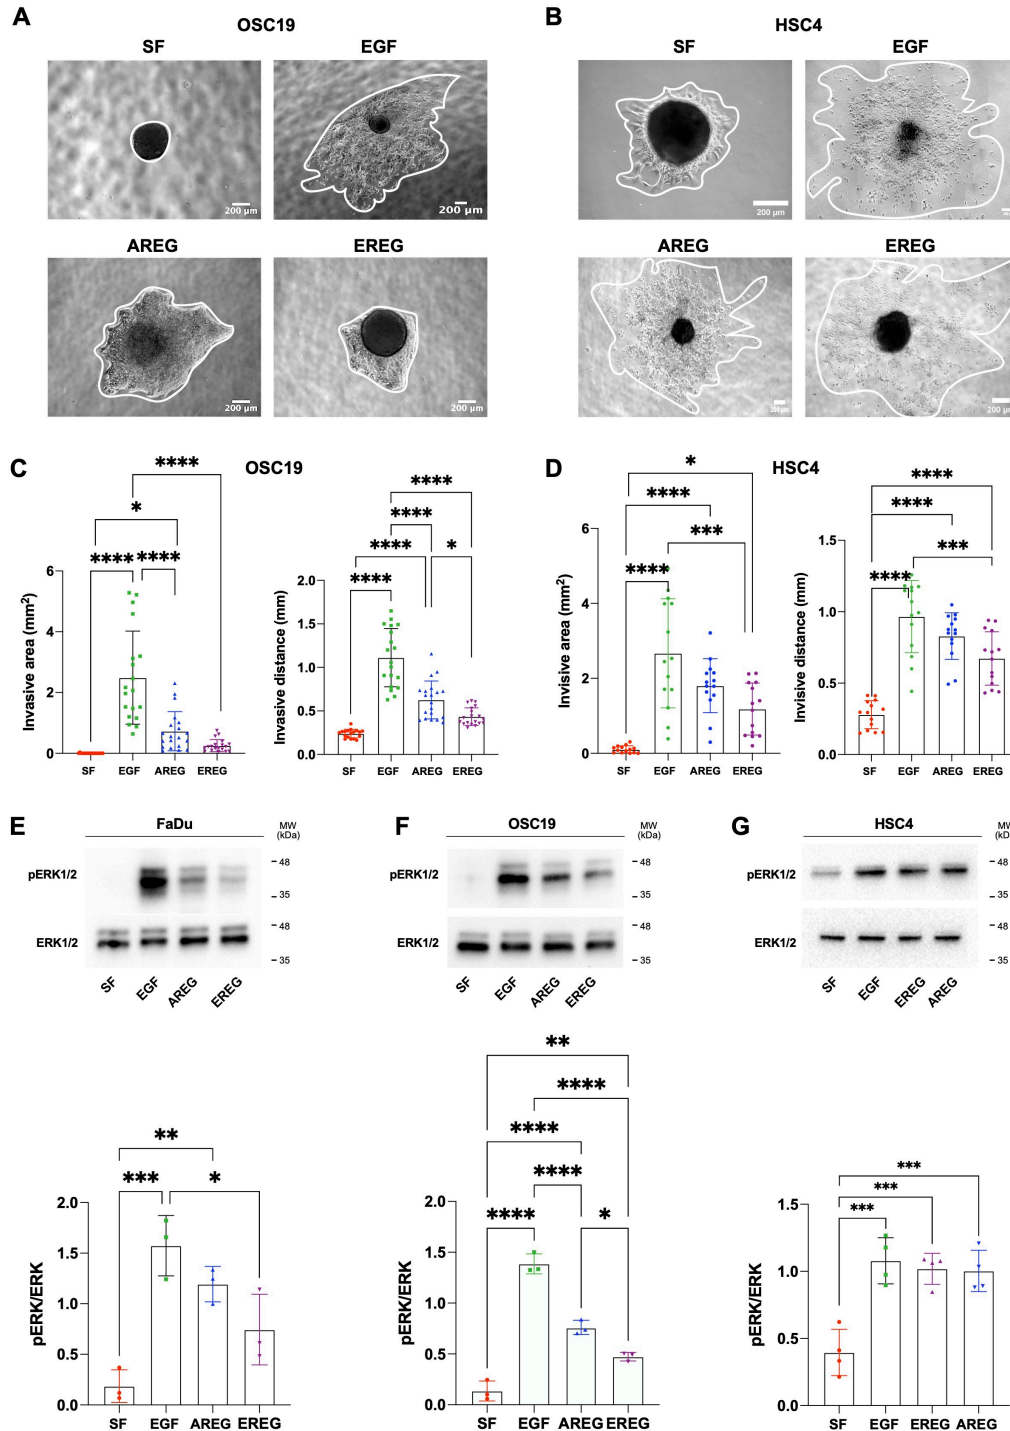 A
OSC19
SF
EGF
200 µm
200 µm
AREG
EREG
200 µm
200 µm
B
HSC4
SF
EGF
200 µm
AREG
EREG
C
OSC19
****
*
**** ****
Invasive area (mm²)
6
4
2
0
SF EGF AREG EREG
****
****
**** *
****
Invasive distance (mm)
2.0
1.5
1.0
0.5
0.0
SF EGF AREG EREG
D
HSC4
*
****
***
****
Invisive area (mm²)
6
4
2
0
SF EGF AREG EREG
****
****
***
****
Invisive distance (mm)
1.5
1.0
0.5
0.0
SF EGF AREG EREG
E
FaDu
MW
(kDa)
pERK1/2
48
35
ERK1/2
48
35
SF EGF AREG EREG
**
*** *
pERK/ERK
2.0
1.5
1.0
0.5
0.0
SF EGF AREG EREG
F
OSC19
MW
(kDa)
pERK1/2
48
35
ERK1/2
48
35
SF EGF AREG EREG
**
****
****
****
**** *
pERK/ERK
2.0
1.5
1.0
0.5
0.0
SF EGF AREG EREG
G
HSC4
pERK1/2
48
35
ERK1/2
48
35
SF EGF EREG AREG
***
***
***
pERK/ERK
1.5
1.0
0.5
0.0
SF EGF EREG AREG